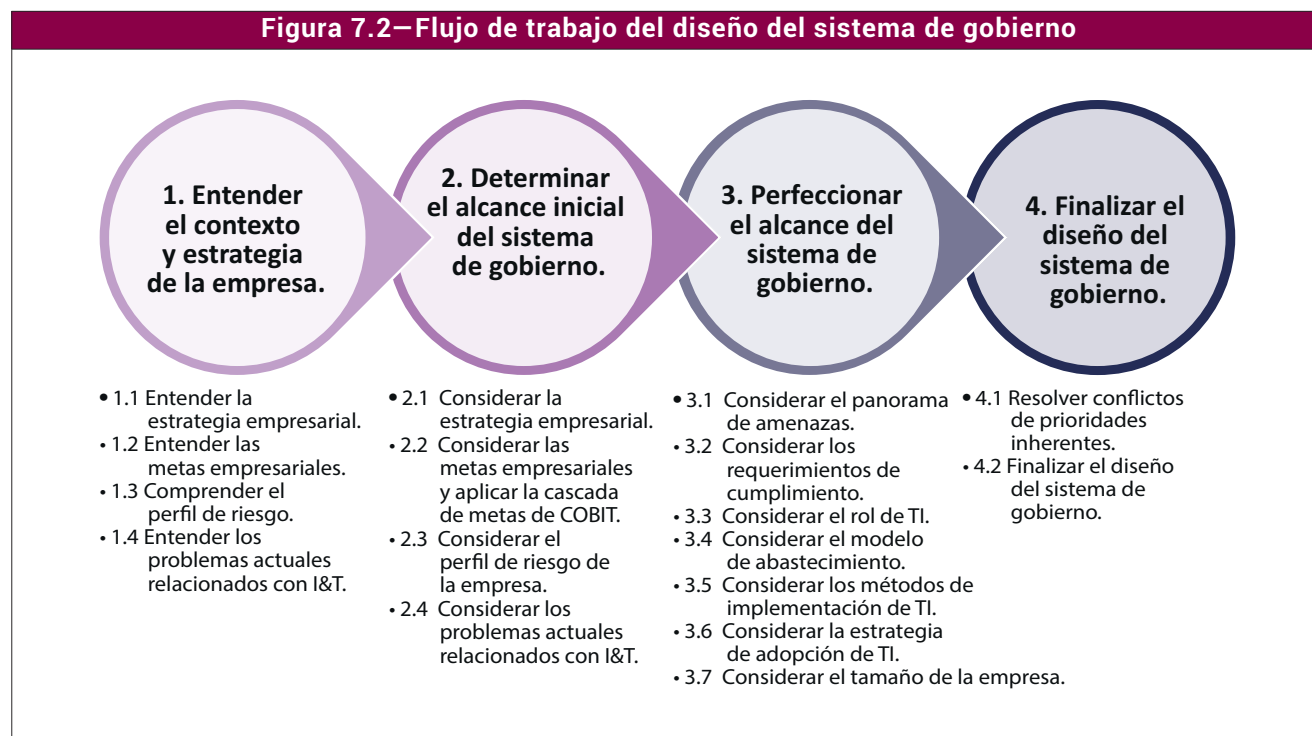 Figura 7.2—Flujo de trabajo del diseño del sistema de gobierno
1. Entender
el contexto
y estrategia
de la empresa.
2. Determinar
el alcance inicial
del sistema
de gobierno.
3. Perfeccionar
el alcance del
sistema de
gobierno.
4. Finalizar el
diseño del
sistema de
gobierno.
• 1.1 Entender la
estrategia empresarial.
• 1.2 Entender las
metas empresariales.
• 1.3 Comprender el
perfil de riesgo.
• 1.4 Entender los
problemas actuales
relacionados con I&T.
• 2.1 Considerar la
estrategia empresarial.
• 2.2 Considerar las
metas empresariales
y aplicar la cascada
de metas de COBIT.
• 2.3 Considerar el
perfil de riesgo de
la empresa.
• 2.4 Considerar los
problemas actuales
relacionados con I&T.
• 3.1 Considerar el panorama
de amenazas.
• 3.2 Considerar los
requerimientos de
cumplimiento.
• 3.3 Considerar el rol de TI.
• 3.4 Considerar el modelo
de abastecimiento.
• 3.5 Considerar los métodos de
implementación de TI.
• 3.6 Considerar la estrategia
de adopción de TI.
• 3.7 Considerar el tamaño de la empresa.
• 4.1 Resolver conflictos
de prioridades
inherentes.
• 4.2 Finalizar el diseño
del sistema de
gobierno.